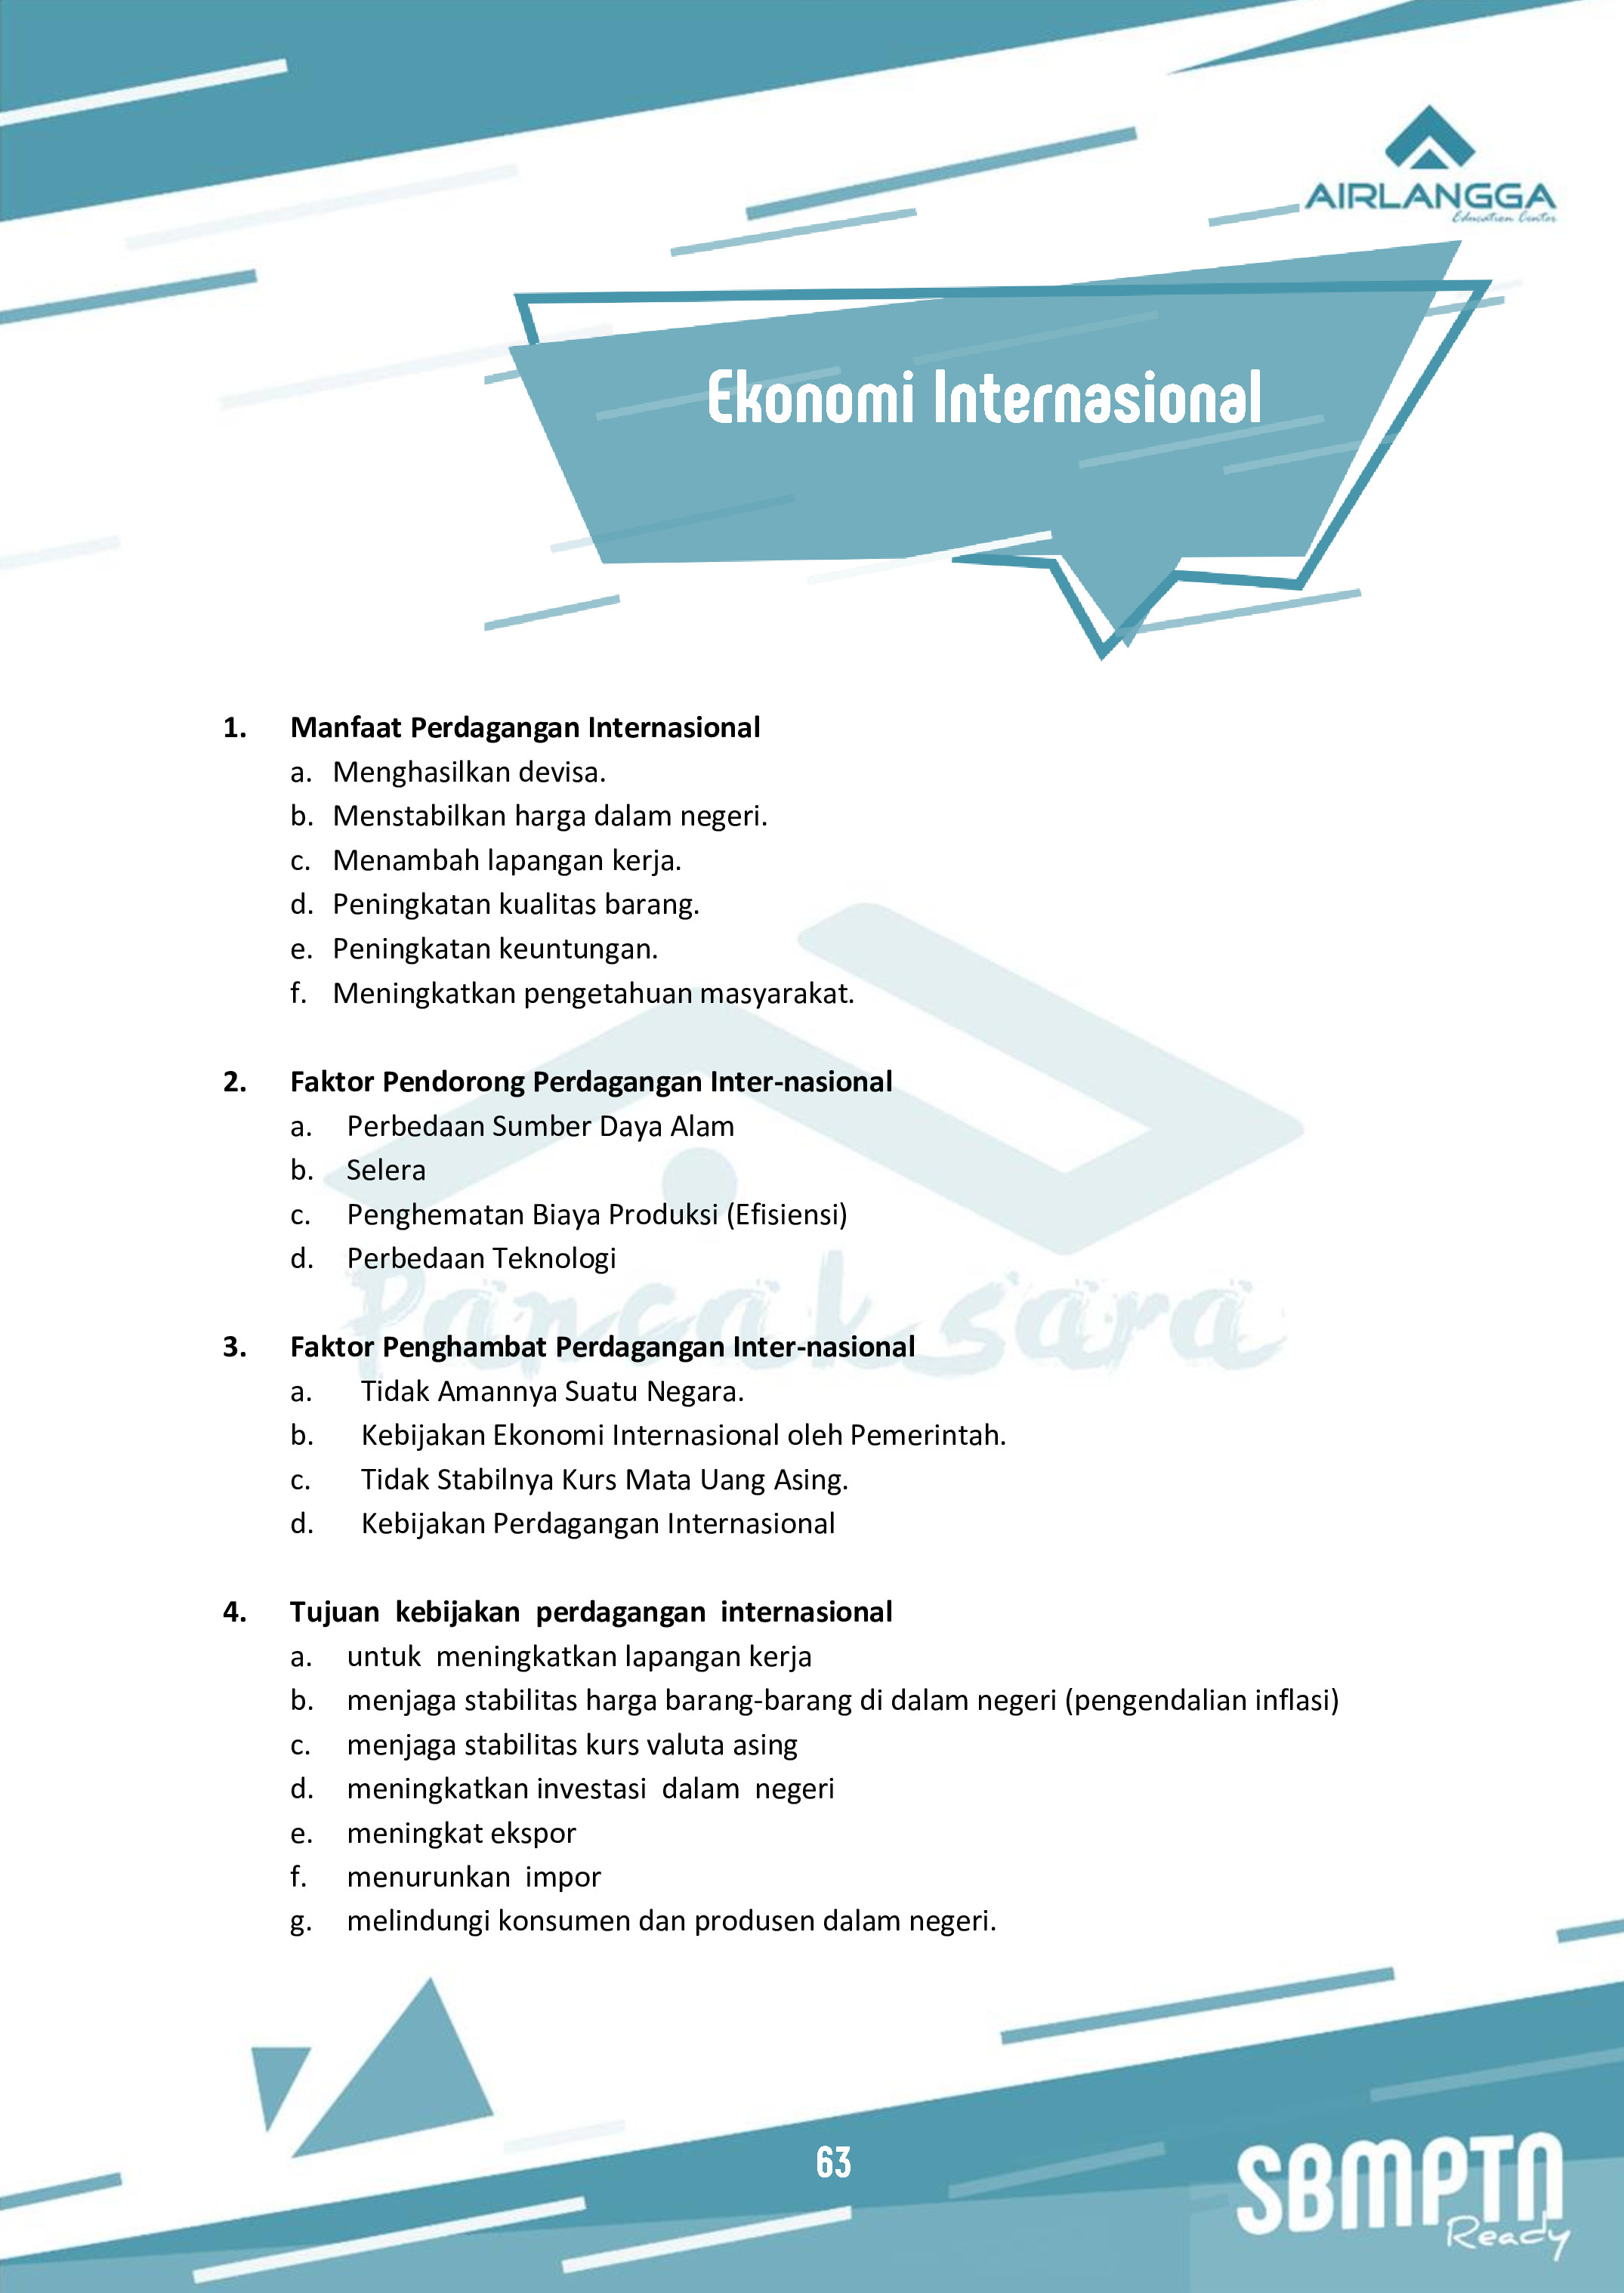 AIRLANGGA
Education Center
Ekonomi Internasional
1. Manfaat Perdagangan Internasional
a. Menghasilkan devisa.
b. Menstabilkan harga dalam negeri.
c. Menambah lapangan kerja.
d. Peningkatan kualitas barang.
e. Peningkatan keuntungan.
f. Meningkatkan pengetahuan masyarakat.
2. Faktor Pendorong Perdagangan Inter-nasional
a. Perbedaan Sumber Daya Alam
b. Selera
c. Penghematan Biaya Produksi (Efisiensi)
d. Perbedaan Teknologi
Pancaksara
3. Faktor Penghambat Perdagangan Inter-nasional
a. Tidak Amannya Suatu Negara.
b. Kebijakan Ekonomi Internasional oleh Pemerintah.
c. Tidak Stabilnya Kurs Mata Uang Asing.
d. Kebijakan Perdagangan Internasional
4. Tujuan kebijakan perdagangan internasional
a. untuk meningkatkan lapangan kerja
b. menjaga stabilitas harga barang-barang di dalam negeri (pengendalian inflasi)
c. menjaga stabilitas kurs valuta asing
d. meningkatkan investasi dalam negeri
e. meningkat ekspor
f. menurunkan impor
g. melindungi konsumen dan produsen dalam negeri.
63
SBMPTN
Ready